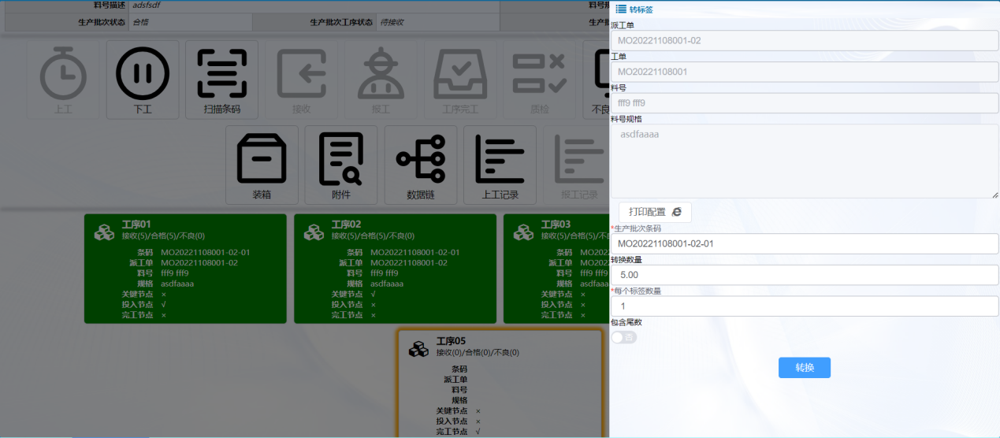 料号描述 adsfsdf 料号规
生产批次状态 合格 生产批次工序状态 待接收 生产批
上工 下工 扫描条码 接收 报工 工序完工 质检 不良
装箱 附件 数据链 上工记录 报工记录
工序01
接收(5)/合格(5)/不良(0)
条码 MO20221108001-02-01
派工单 MO20221108001-02
料号 fff9 fff9
规格 asdfaaaa
关键节点 ×
投入节点 √
完工节点 ×
工序02
接收(5)/合格(5)/不良(0)
条码 MO20221108001-02-01
派工单 MO20221108001-02
料号 fff9 fff9
规格 asdfaaaa
关键节点 √
投入节点 ×
完工节点 ×
工序03
接收(5)/合格(5)/不良(0)
条码 MO2022
派工单 MO2022
料号 fff9 fff9
规格 asdfaaa
关键节点 ×
投入节点 ×
完工节点 ×
工序05
接收(0)/合格(0)/不良(0)
条码
派工单
料号
规格
关键节点 ×
投入节点 ×
完工节点 √
转标签
派工单
MO20221108001-02
工单
MO20221108001
料号
fff9 fff9
料号规格
asdfaaaa
打印配置
*生产批次条码
MO20221108001-02-01
转换数量
5.00
*每个标签数量
1
包含尾数
否
转换